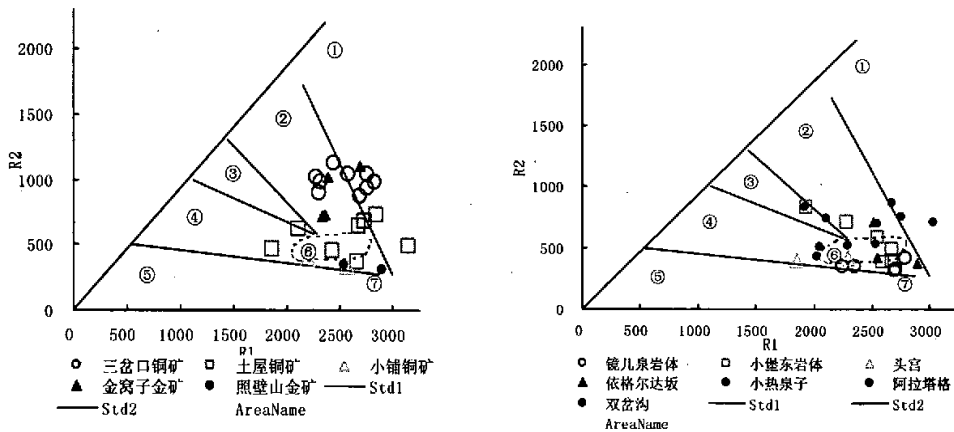 R2
2000
1500
1000
500
0
①
②
③
④
⑤
⑥
⑦
0 500 1000 1500 2000 2500 3000
R1
三岔口铜矿 土屋铜矿 小铺铜矿
金窝子金矿 照壁山金矿 Std1
Std2 AreaName
R2
2000
1500
1000
500
0
①
②
③
④
⑤
⑥
⑦
0 500 1000 1500 2000 2500 3000
R1
镜儿泉岩体 小堡东岩体 头宫
依格尔达坂 小热泉子 阿拉塔格
双岔沟 Std1 Std2
AreaName